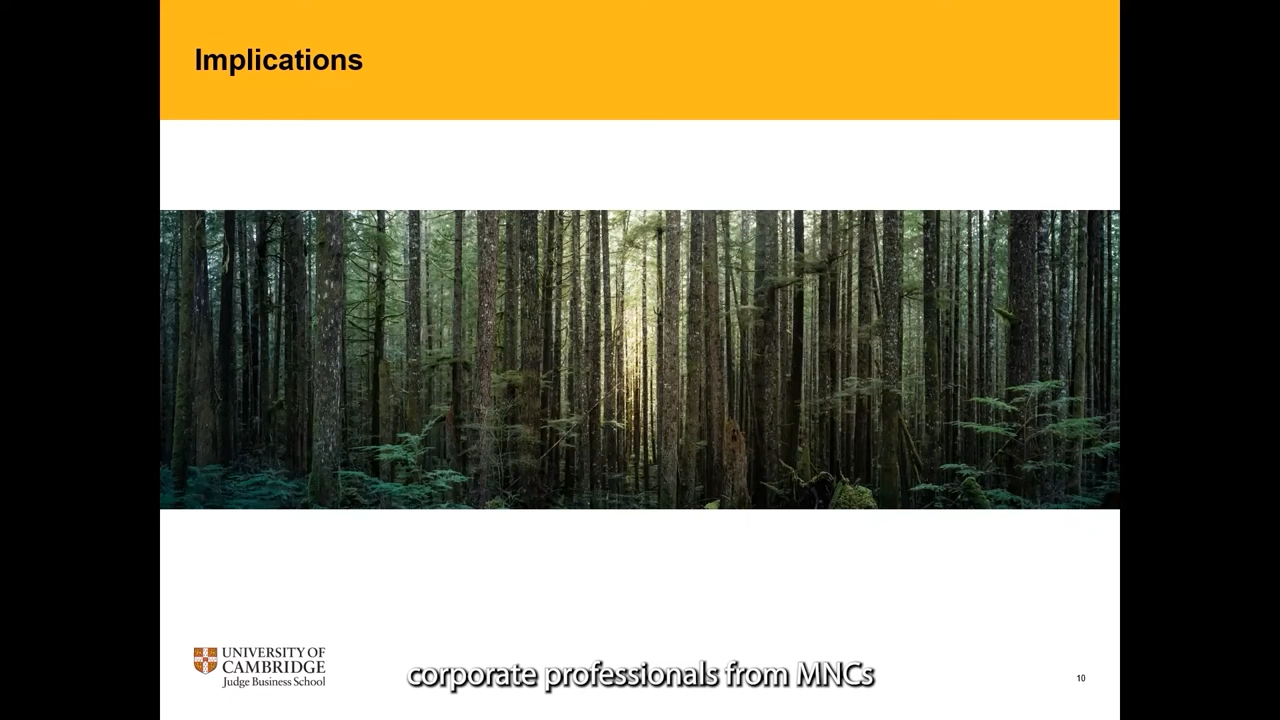 Implications
UNIVERSITY OF
CAMBRIDGE
Judge Business School
corporate professionals from MNCs
10